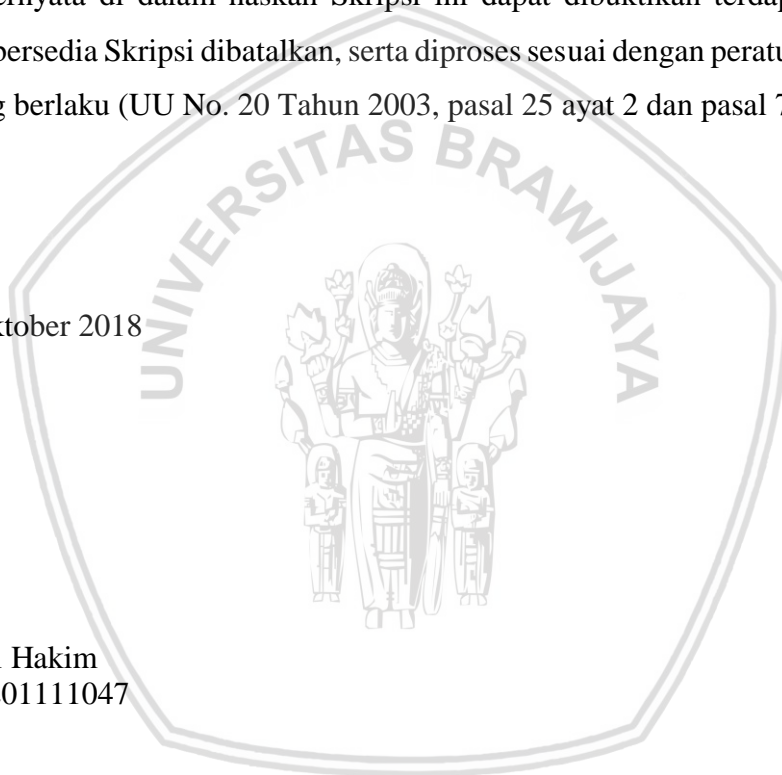 ernyata di dalam naskah Skripsi ini dapat dibuktikan terdap
bersedia Skripsi dibatalkan, serta diproses sesuai dengan peratu
g berlaku (UU No. 20 Tahun 2003, pasal 25 ayat 2 dan pasal 7
UNIVERSITAS BRAWIJAYA
ktober 2018
Hakim
01111047